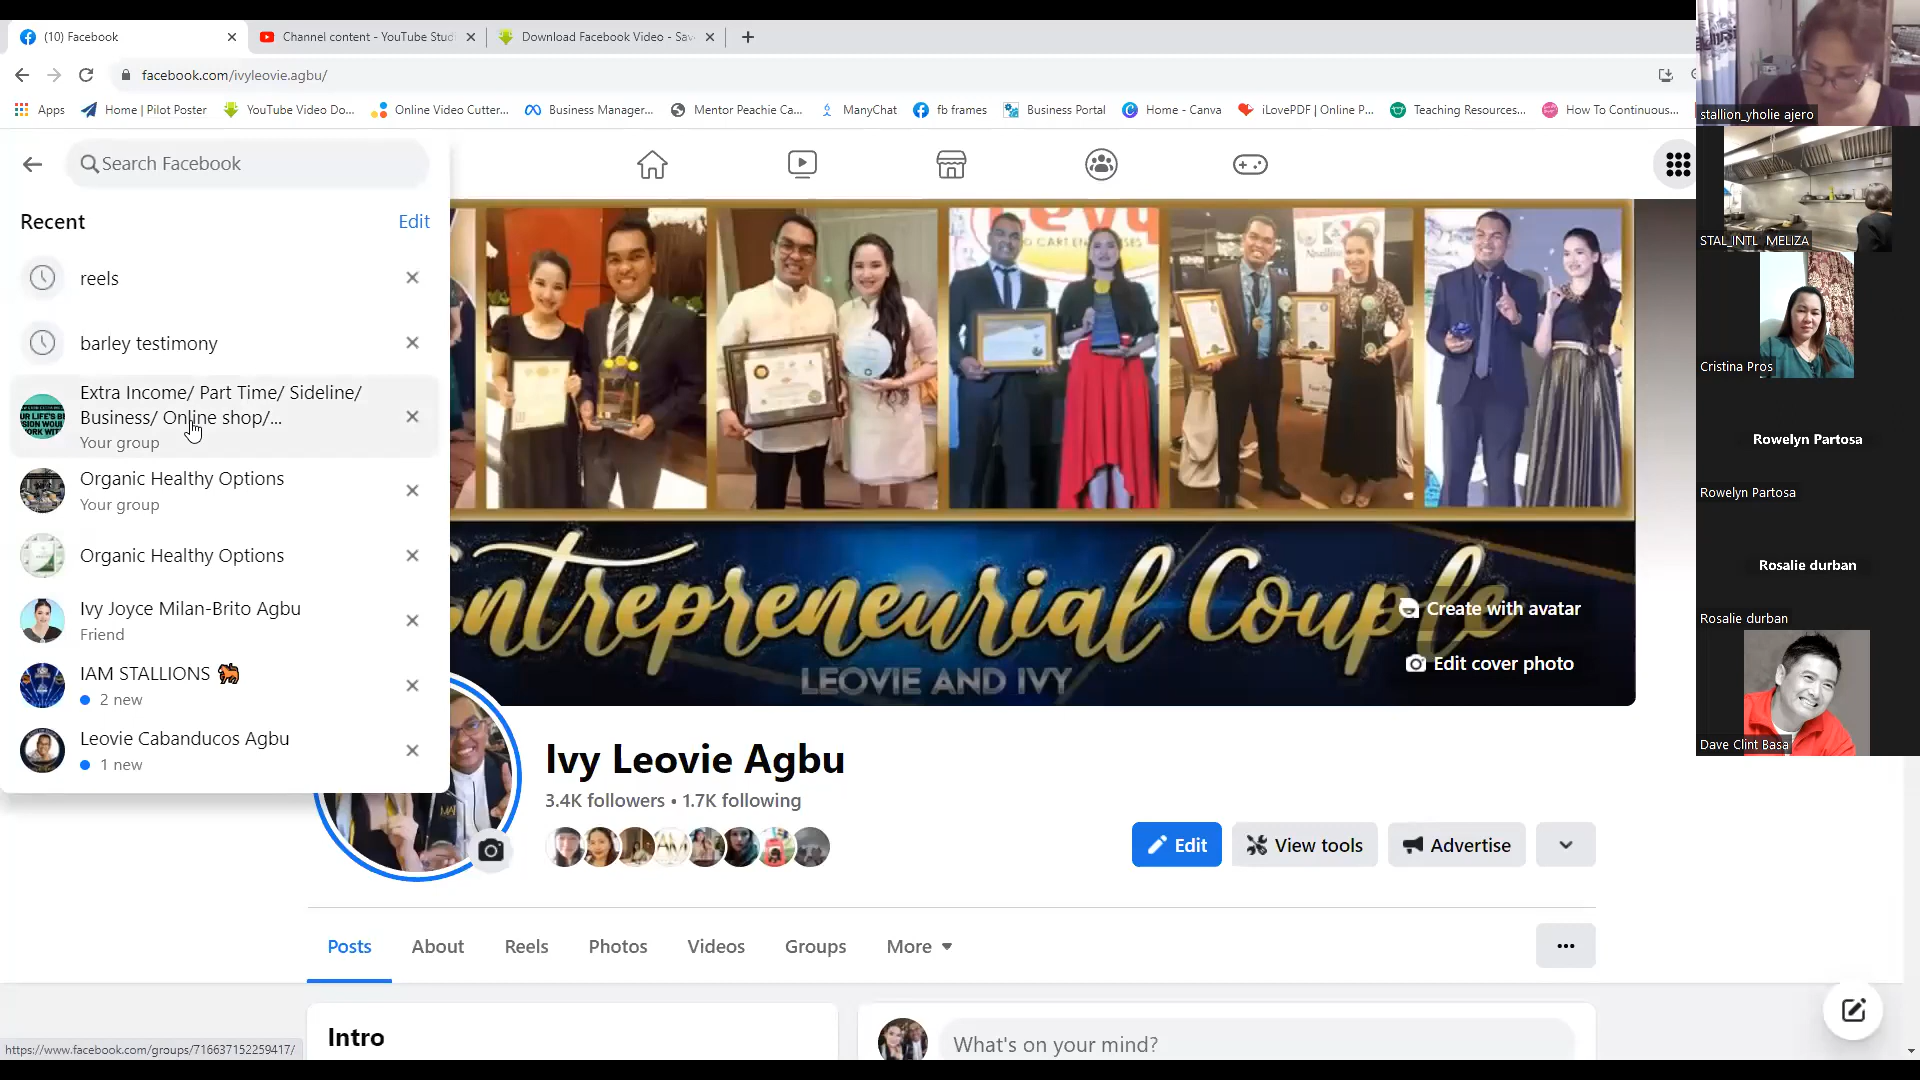 (10) Facebook
Channel content - YouTube Studi
Download Facebook Video - Sav
facebook.com/ivyleovie.agbu/
Apps
Home | Pilot Poster
YouTube Video Do...
Online Video Cutter...
Business Manager...
Mentor Peachie Ca...
ManyChat
fb frames
Business Portal
Home - Canva
iLovePDF | Online P...
Teaching Resources...
How To Continuous...
Search Facebook
Recent
Edit
reels
barley testimony
Extra Income/ Part Time/ Sideline/
Business/ Online shop/...
Your group
Organic Healthy Options
Your group
Organic Healthy Options
Ivy Joyce Milan-Brito Agbu
Friend
IAM STALLIONS
2 new
Leovie Cabanducos Agbu
1 new
Entrepreneurial Couple
LEOVIE AND IVY
Create with avatar
Edit cover photo
Ivy Leovie Agbu
3.4K followers • 1.7K following
Edit
View tools
Advertise
Posts
About
Reels
Photos
Videos
Groups
More
Intro
What's on your mind?
https://www.facebook.com/groups/716637152259417/
stallion_yholie ajero
STAL_INTL_MELIZA
Cristina Pros
Rowelyn Partosa
Rowelyn Partosa
Rosalie durban
Rosalie durban
Dave Clint Basa